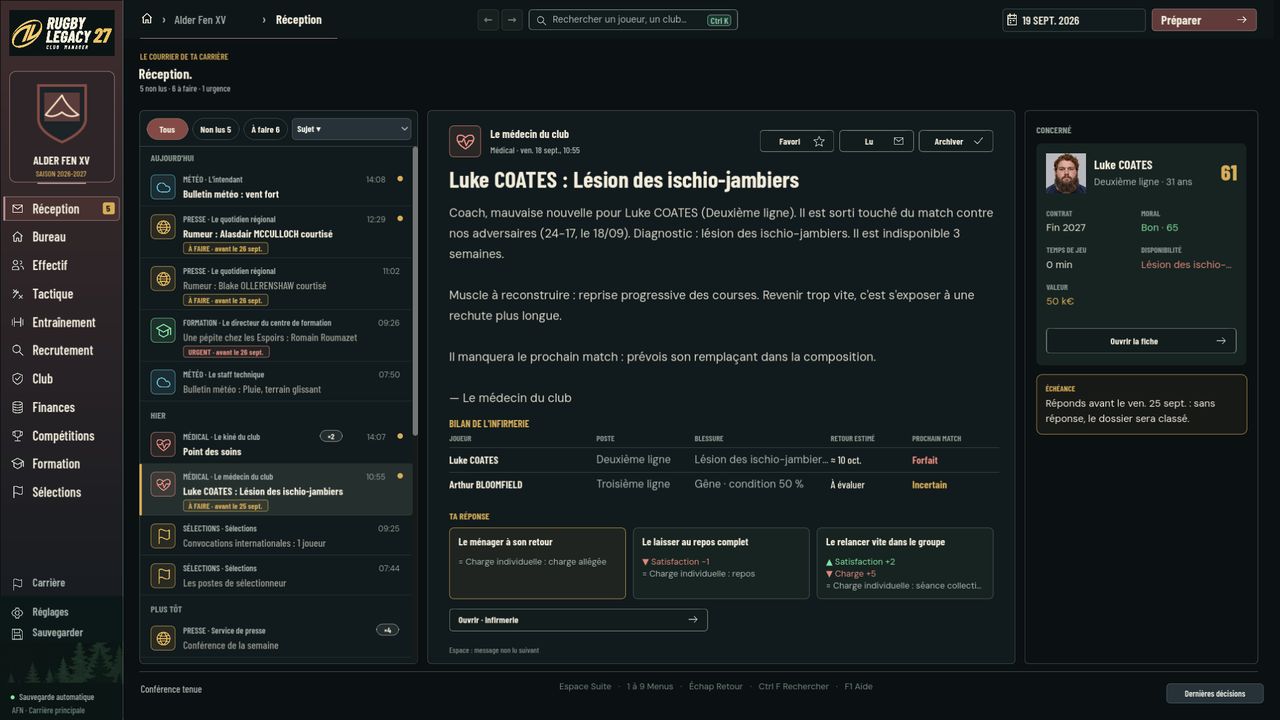 RUGBY
LEGACY 27
CLUB MANAGER
ALDER FEN XV
SAISON 2026-2027
Réception 5
Bureau
Effectif
Tactique
Entraînement
Recrutement
Club
Finances
Compétitions
Formation
Sélections
Carrière
Réglages
Sauvegarder
Sauvegarde automatique
AFN · Carrière principale
Alder Fen XV › Réception
← → Rechercher un joueur, un club... Ctrl K
19 SEPT. 2026
Préparer →
LE COURRIER DE TA CARRIÈRE
Réception.
5 non lus · 6 à faire · 1 urgence
Tous Non lus 5 À faire 6 Sujet ▾
AUJOURD'HUI
MÉTÉO · L'intendant 14:08
Bulletin météo : vent fort
PRESSE · Le quotidien régional 12:29
Rumeur : Alasdair MCCULLOCH courtisé
À FAIRE · avant le 26 sept.
PRESSE · Le quotidien régional 11:02
Rumeur : Blake OLLERENSHAW courtisé
À FAIRE · avant le 26 sept.
FORMATION · Le directeur du centre de formation 09:26
Une pépite chez les Espoirs : Romain Roumazet
URGENT · avant le 26 sept.
MÉTÉO · Le staff technique 07:50
Bulletin météo : Pluie, terrain glissant
HIER
MÉDICAL · Le kiné du club +2 14:07
Point des soins
MÉDICAL · Le médecin du club 10:55
Luke COATES : Lésion des ischio-jambiers
À FAIRE · avant le 25 sept.
SÉLECTIONS · Sélections 09:25
Convocations internationales : 1 joueur
SÉLECTIONS · Sélections 07:44
Les postes de sélectionneur
PLUS TÔT
PRESSE · Service de presse +4
Conférence de la semaine
Le médecin du club
Médical · ven. 18 sept., 10:55
Favori Lu Archiver
Luke COATES : Lésion des ischio-jambiers
Coach, mauvaise nouvelle pour Luke COATES (Deuxième ligne). Il est sorti touché du match contre
nos adversaires (24-17, le 18/09). Diagnostic : lésion des ischio-jambiers. Il est indisponible 3
semaines.
Muscle à reconstruire : reprise progressive des courses. Revenir trop vite, c'est s'exposer à une
rechute plus longue.
Il manquera le prochain match : prévois son remplaçant dans la composition.
— Le médecin du club
BILAN DE L'INFIRMERIE
JOUEUR POSTE BLESSURE RETOUR ESTIMÉ PROCHAIN MATCH
Luke COATES Deuxième ligne Lésion des ischio-jambier... ≈ 10 oct. Forfait
Arthur BLOOMFIELD Troisième ligne Gêne · condition 50 % À évaluer Incertain
TA RÉPONSE
Le ménager à son retour
= Charge individuelle : charge allégée
Le laisser au repos complet
▼ Satisfaction −1
= Charge individuelle : repos
Le relancer vite dans le groupe
▲ Satisfaction +2
▼ Charge +5
= Charge individuelle : séance collecti...
Ouvrir · Infirmerie →
Espace : message non lu suivant
CONCERNÉ
Luke COATES
Deuxième ligne · 31 ans
61
CONTRAT MORAL
Fin 2027 Bon · 65
TEMPS DE JEU DISPONIBILITÉ
0 min Lésion des ischio-...
VALEUR
50 k€
Ouvrir la fiche →
ÉCHÉANCE
Réponds avant le ven. 25 sept. : sans
réponse, le dossier sera classé.
Conférence tenue
Espace Suite · 1 à 9 Menus · Échap Retour · Ctrl F Rechercher · F1 Aide
Dernières décisions